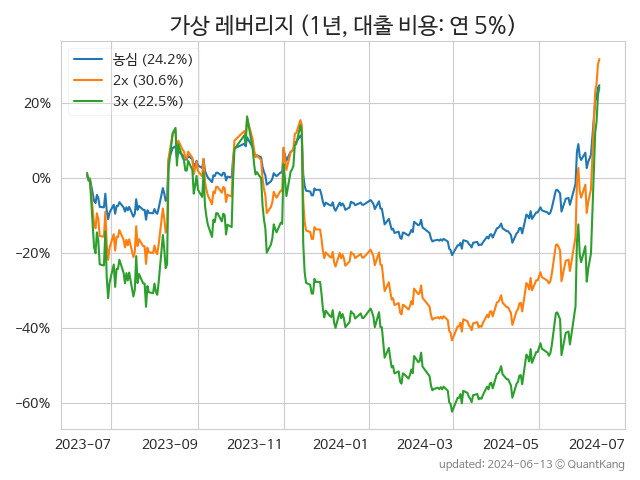 가상 레버리지 (1년, 대출 비용: 연 5%)
농심 (24.2%)
2x (30.6%)
3x (22.5%)
20%
0%
−20%
−40%
−60%
2023-07
2023-09
2023-11
2024-01
2024-03
2024-05
2024-07
updated: 2024-06-13 © QuantKang